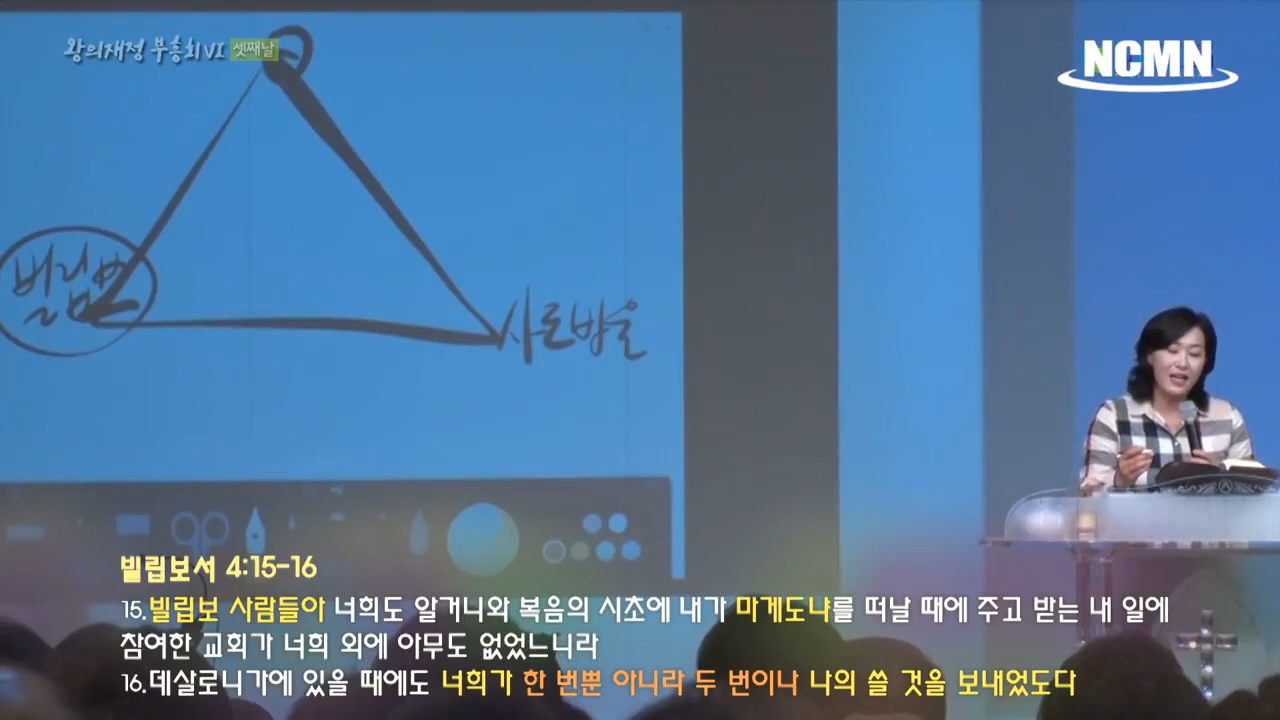 왕의재정 부흥회 VI 셋째날
NCMN
빌립보
사도바울
빌립보서 4:15-16
15.빌립보 사람들아 너희도 알거니와 복음의 시초에 내가 마게도냐를 떠날 때에 주고 받는 내 일에
참여한 교회가 너희 외에 아무도 없었느니라
16.데살로니가에 있을 때에도 너희가 한 번뿐 아니라 두 번이나 나의 쓸 것을 보내었도다